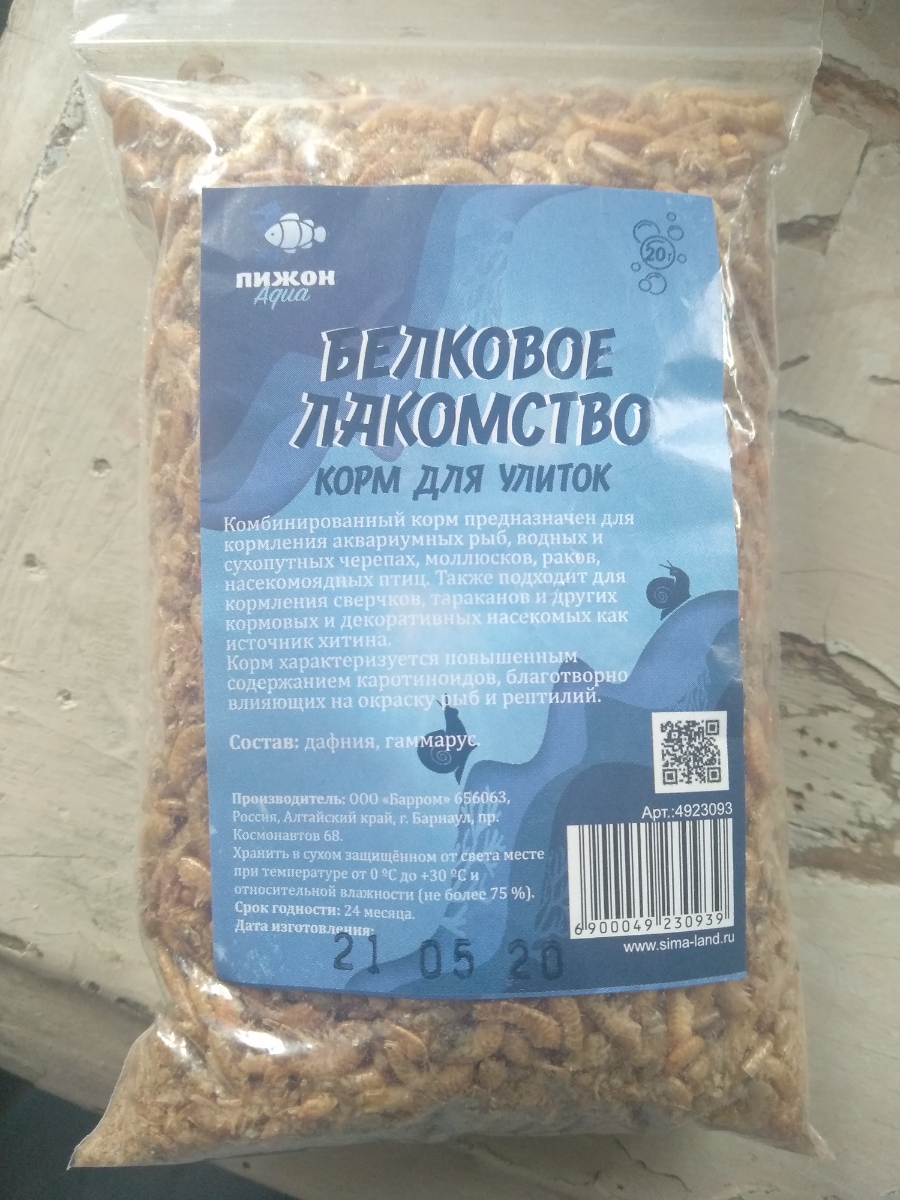 20г
ПИЖОН
Aqua
БЕЛКОВОЕ
ЛАКОМСТВО
КОРМ ДЛЯ УЛИТОК
Комбинированный корм предназначен для
кормления аквариумных рыб, водных и
сухопутных черепах, моллюсков, раков,
насекомоядных птиц. Также подходит для
кормления сверчков, тараканов и других
кормовых и декоративных насекомых как
источник хитина.
Корм характеризуется повышенным
содержанием каротиноидов, благотворно
влияющих на окраску рыб и рептилий.
Состав: дафния, гаммарус.
Производитель: ООО «Барром» 656063,
Россия, Алтайский край, г. Барнаул, пр.
Космонавтов 68.
Хранить в сухом защищённом от света месте
при температуре от 0 ºС до +30 ºС и
относительной влажности (не более 75 %).
Срок годности: 24 месяца.
Дата изготовления:
21 05 20
Арт.:4923093
6900049 230939
www.sima-land.ru